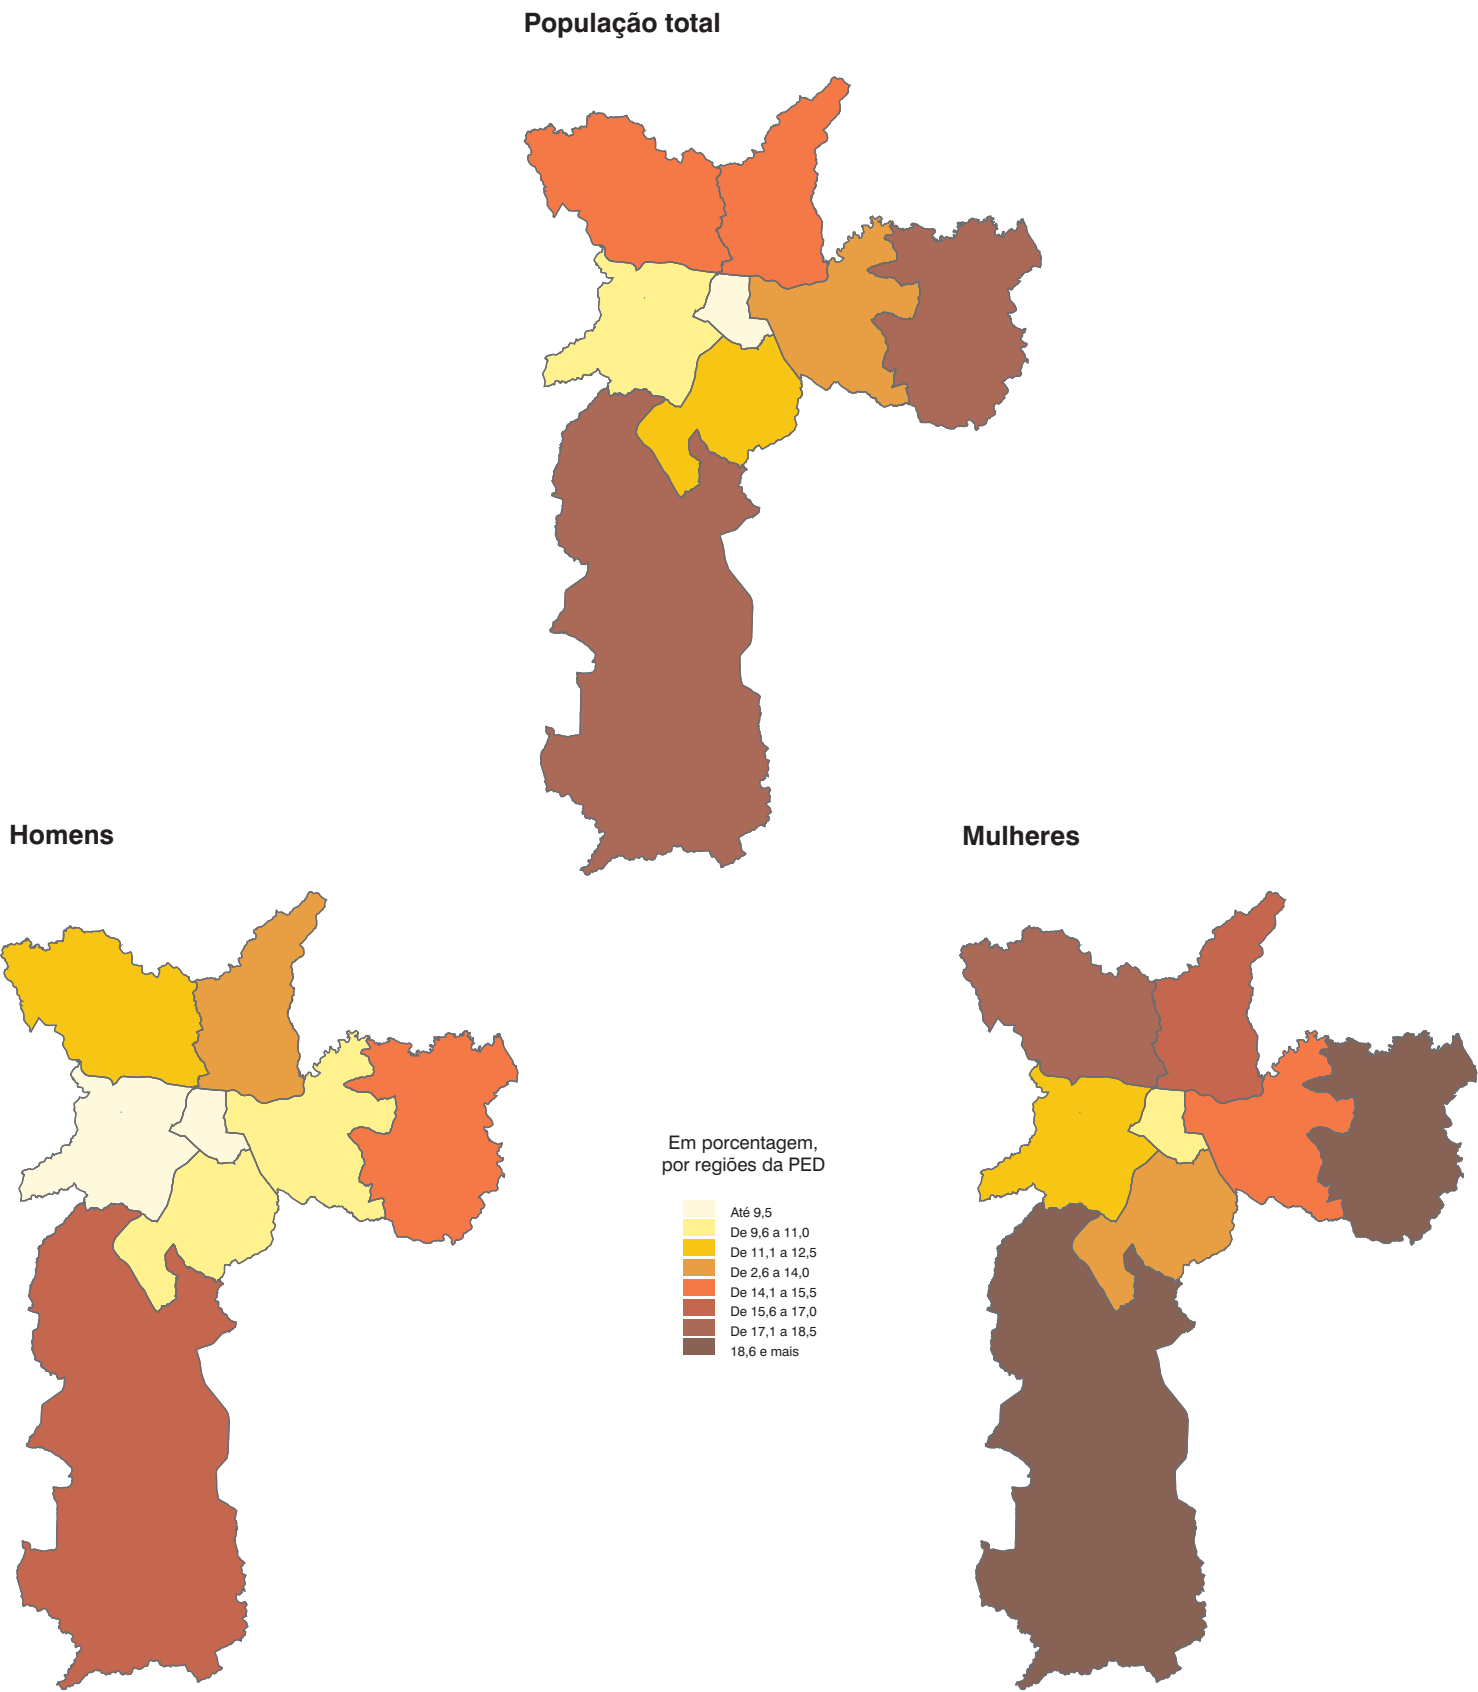 População total
Homens
Mulheres
Em porcentagem,
por regiões da PED
Até 9,5
De 9,6 a 11,0
De 11,1 a 12,5
De 2,6 a 14,0
De 14,1 a 15,5
De 15,6 a 17,0
De 17,1 a 18,5
18,6 e mais